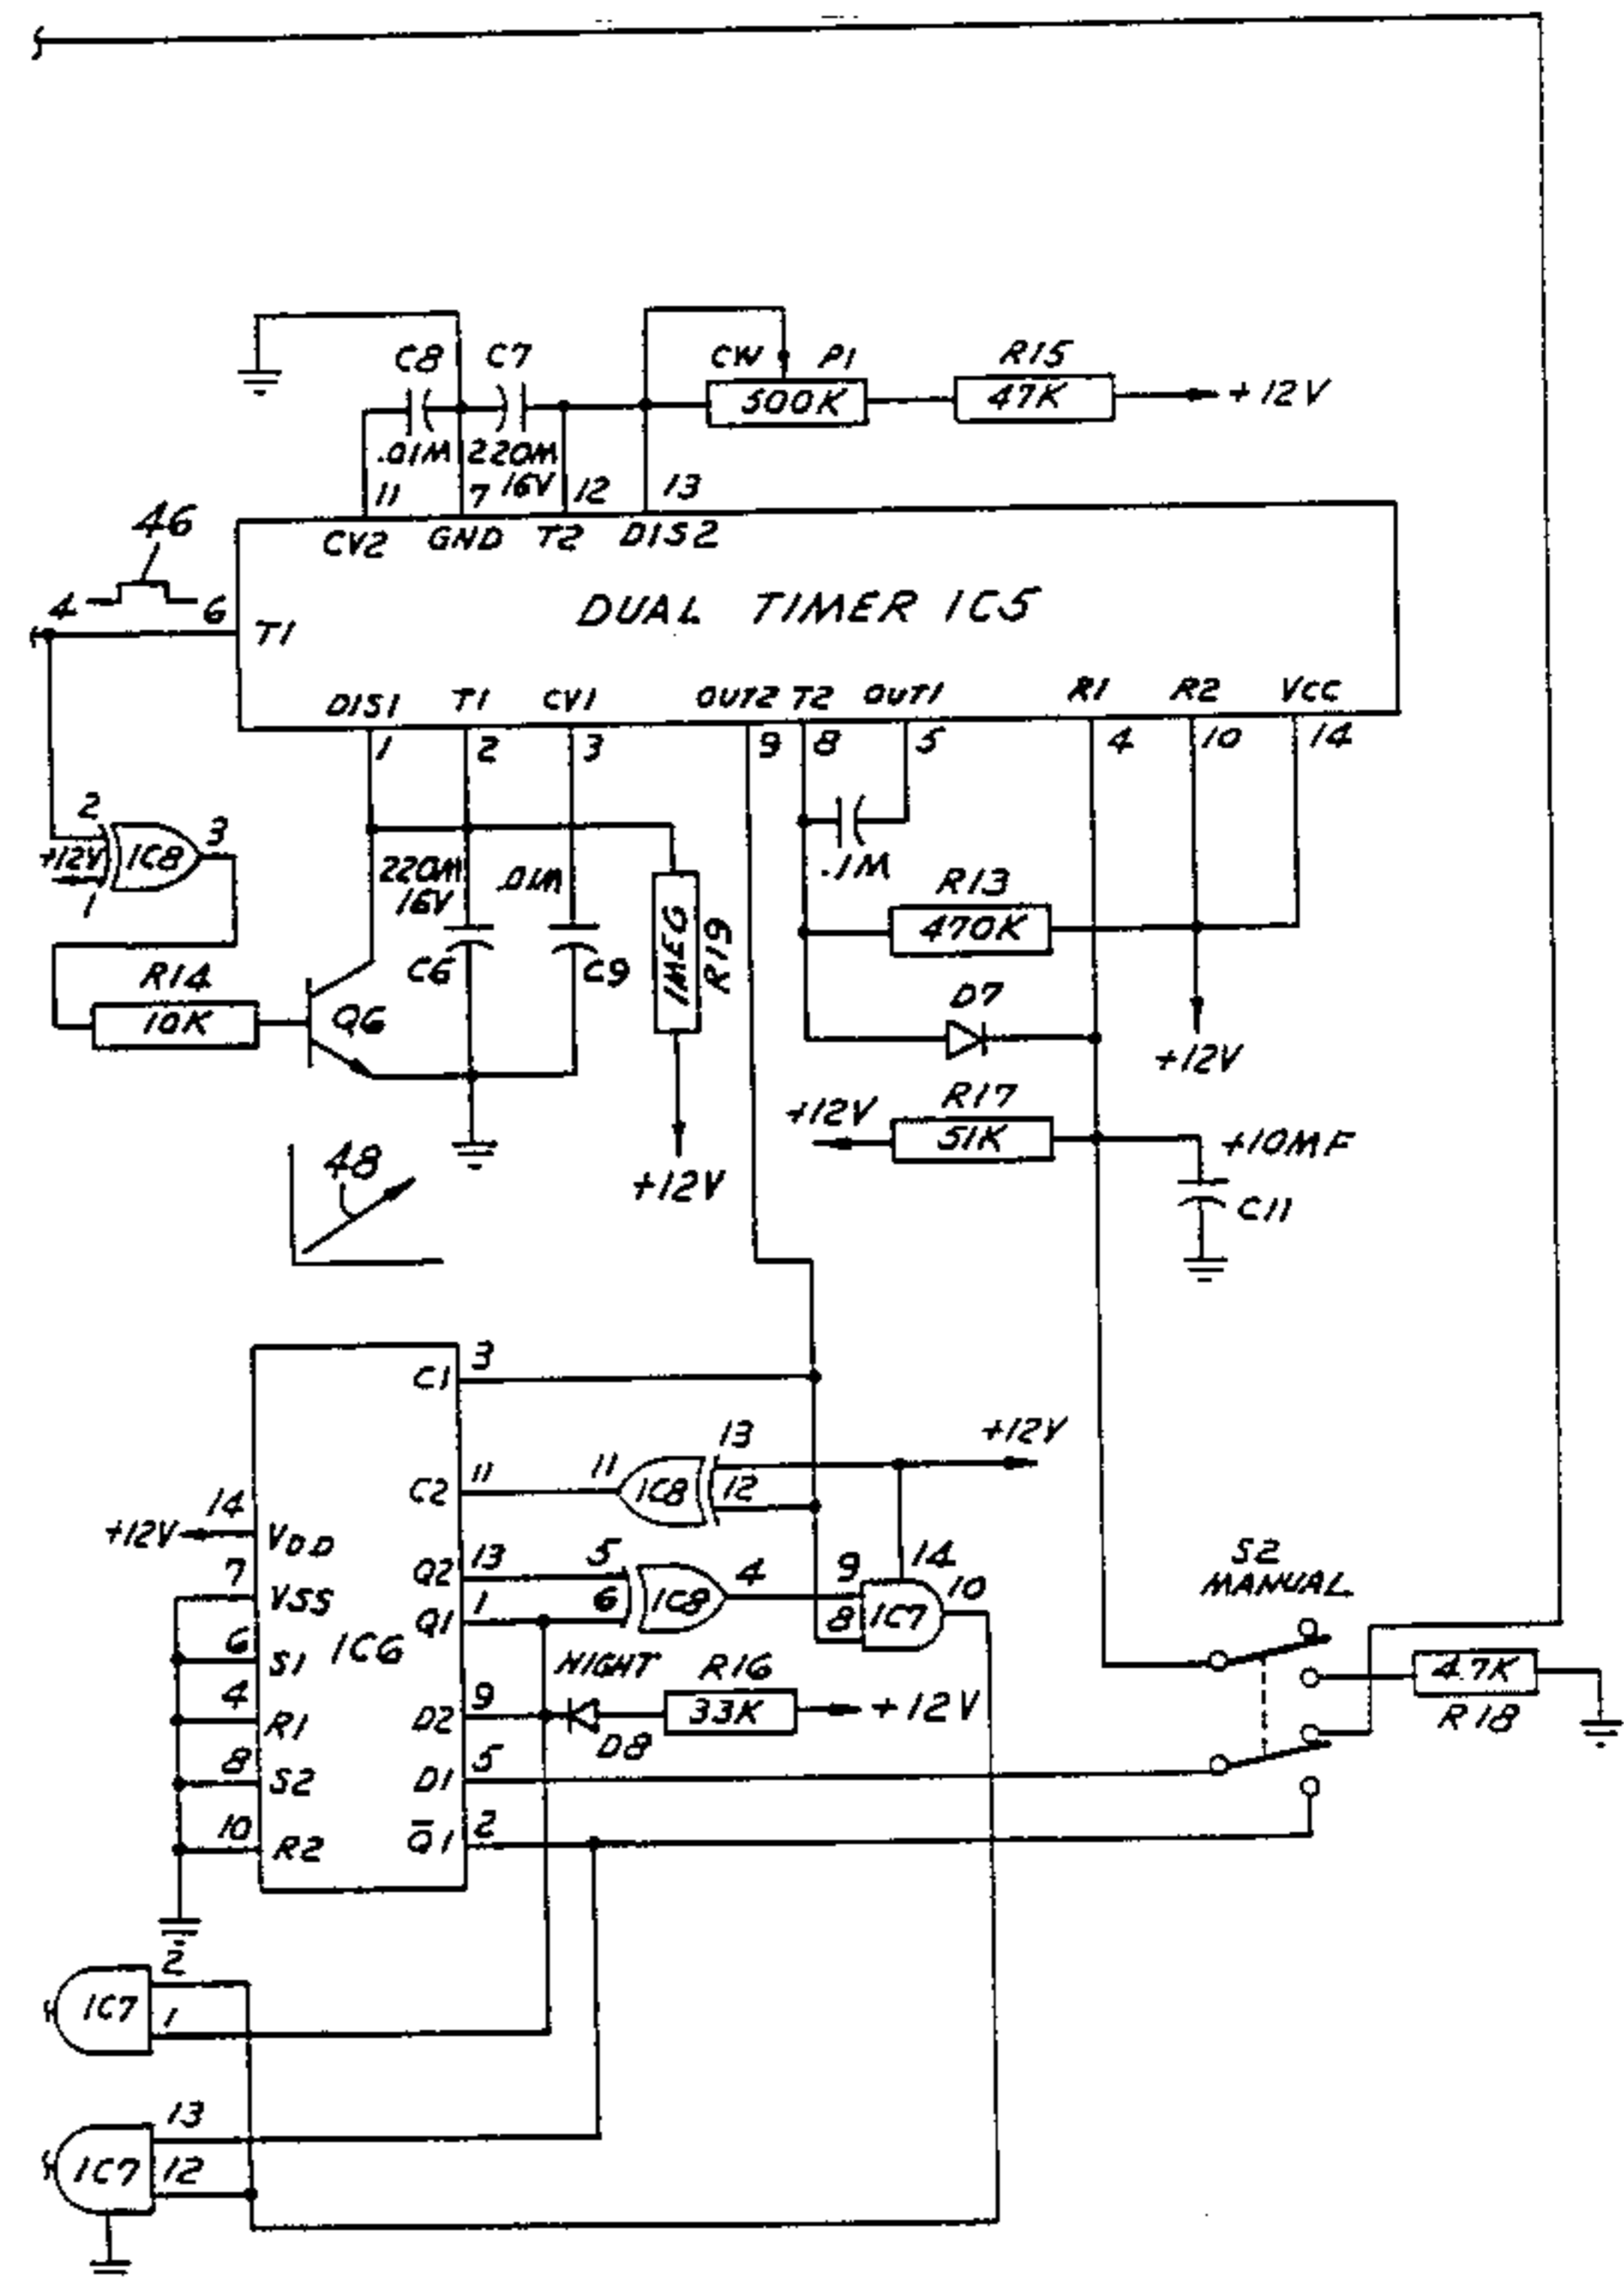 C8 C7 CW P1 R15
500K 47K +12V
.01M 220M
16V
11 7 12 13
46
CV2 GND T2 DIS2
4 6
T1
DUAL TIMER IC5
DIS1 T1 CV1 OUT2 T2 OUT1 R1 R2 VCC
1 2 3 9 8 5 4 10 14
2 3
+12V IC8
1
220M .01M
16V
.1M
R13
470K
1MEG R19
C6 C9
R14
10K
Q6
D7
+12V
R17
+12V 51K +10MF
C11
+12V
48
C1 3
+12V
13
C2 11 11 IC8 12
14
+12V VDD
7
VSS
6
S1
4
R1
8
S2
10
R2
IC6
Q2 13 5
Q1 1 6 IC8 4
9 14
8 IC7 10
NIGHT R16
D2 9 33K +12V
D8
D1 5
Q̅1 2
S2
MANUAL
4.7K
R18
2
IC7
1
13
IC7 12